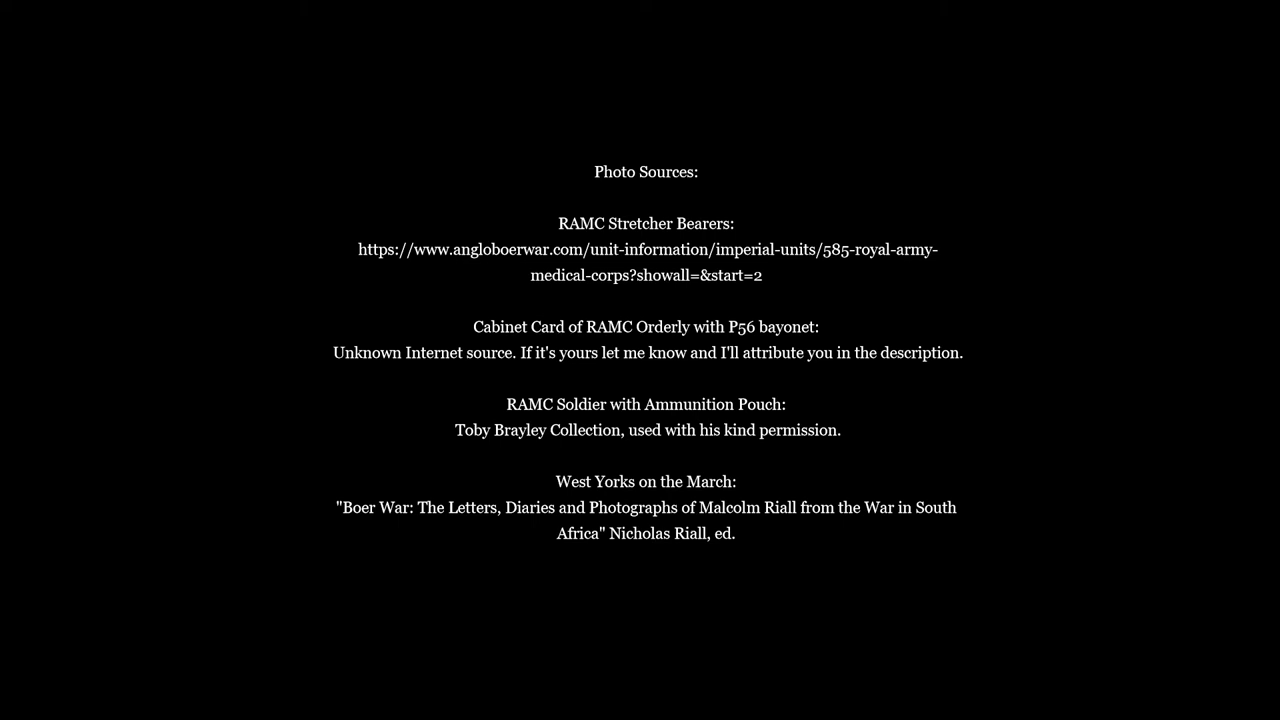 Photo Sources:
RAMC Stretcher Bearers:
https://www.angloboerwar.com/unit-information/imperial-units/585-royal-army-
medical-corps?showall=&start=2
Cabinet Card of RAMC Orderly with P56 bayonet:
Unknown Internet source. If it's yours let me know and I'll attribute you in the description.
RAMC Soldier with Ammunition Pouch:
Toby Brayley Collection, used with his kind permission.
West Yorks on the March:
"Boer War: The Letters, Diaries and Photographs of Malcolm Riall from the War in South
Africa" Nicholas Riall, ed.